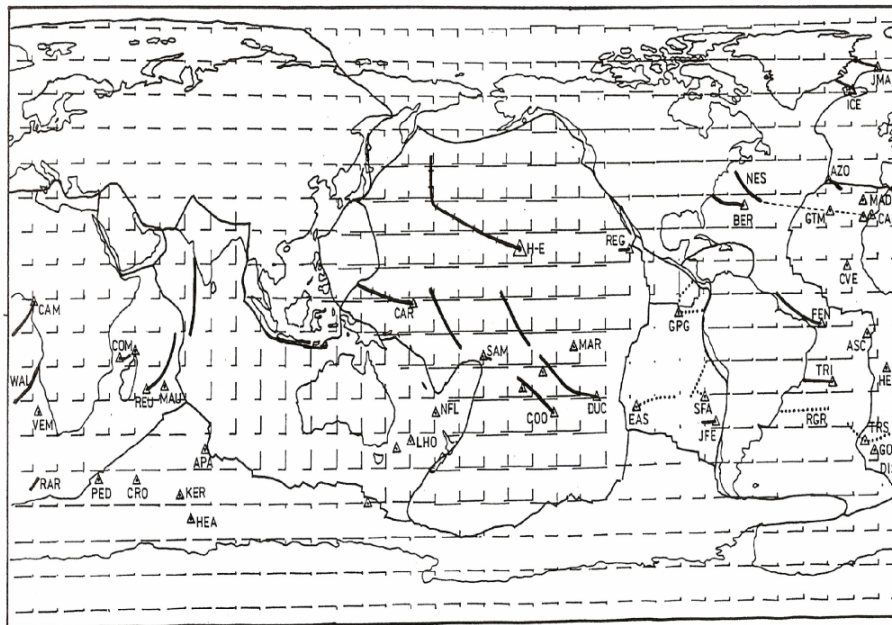 JMA
ICE
NES
AZO
MAD
BER
GTM
CA
H-E
REG
CVE
CAM
CAR
GPG
FEN
COM
SAM
MAR
ASC
WAL
REU
MAU
TRI
HE
VEM
NFL
COO
DUC
EAS
SFA
RGR
JFE
TRS
LHO
GO
APA
DI
RAR
PED
CRO
KER
HEA